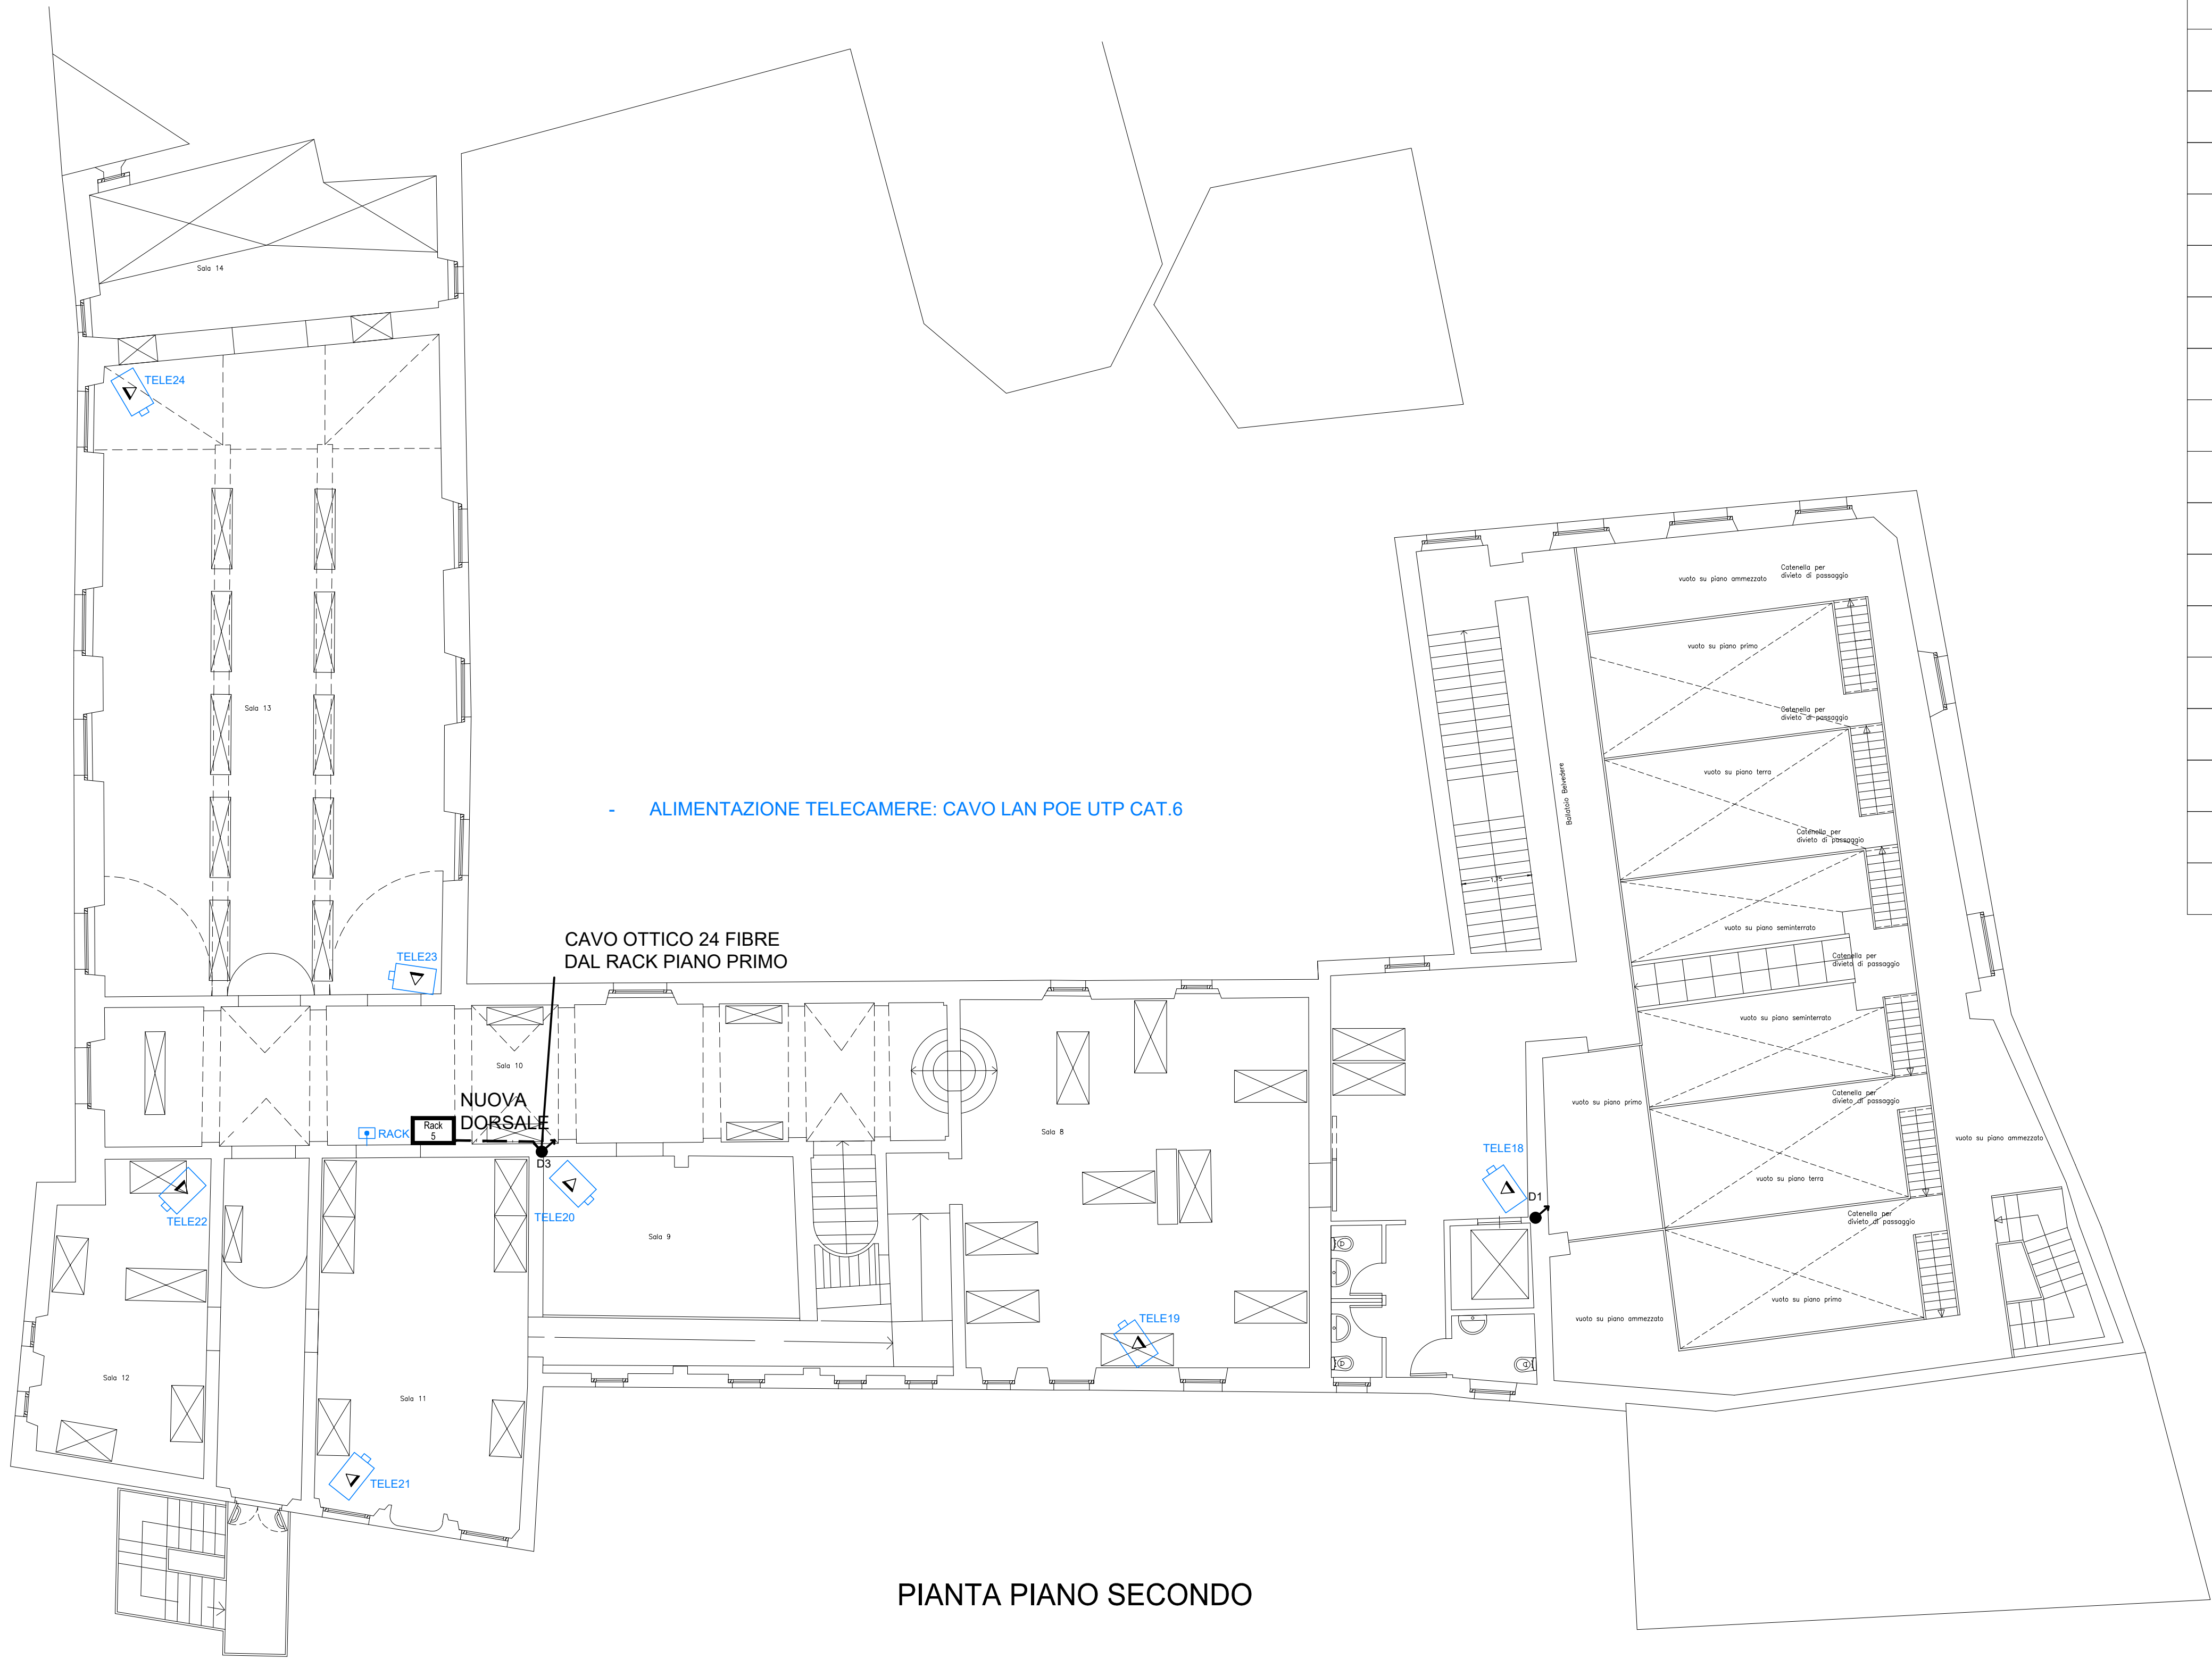 Sala 14
TELE24
Sala 13
- ALIMENTAZIONE TELECAMERE: CAVO LAN POE UTP CAT.6
CAVO OTTICO 24 FIBRE
DAL RACK PIANO PRIMO
TELE23
Sala 10
NUOVA
DORSALE
RACK
Rack
5
D3
TELE20
TELE22
Sala 9
Sala 12
Sala 11
TELE21
Sala 8
TELE19
TELE18
D1
1,75
Ballatoio Belvedere
vuoto su piano ammezzato
Catenella per
divieto di passaggio
vuoto su piano primo
Catenella per
divieto di passaggio
vuoto su piano terra
Catenella per
divieto di passaggio
vuoto su piano seminterrato
Catenella per
divieto di passaggio
vuoto su piano seminterrato
vuoto su piano primo
Catenella per
divieto di passaggio
vuoto su piano ammezzato
vuoto su piano terra
Catenella per
divieto di passaggio
vuoto su piano primo
vuoto su piano ammezzato
PIANTA PIANO SECONDO